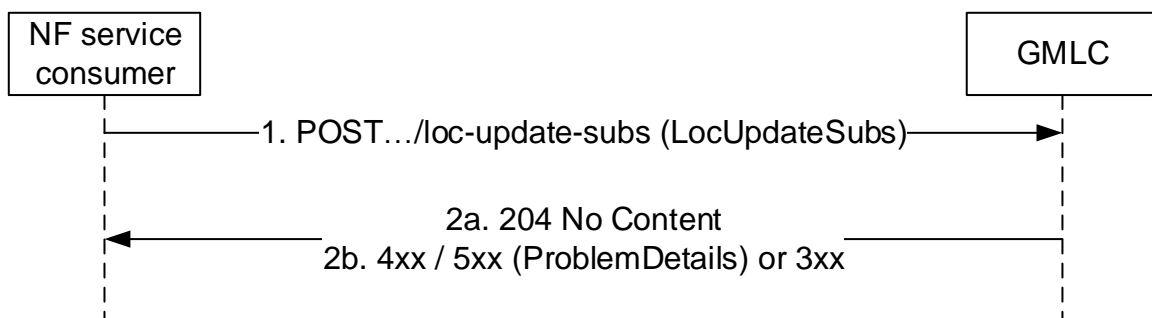 NF service
consumer
GMLC
1. POST…/loc-update-subs (LocUpdateSubs)
2a. 204 No Content
2b. 4xx / 5xx (ProblemDetails) or 3xx